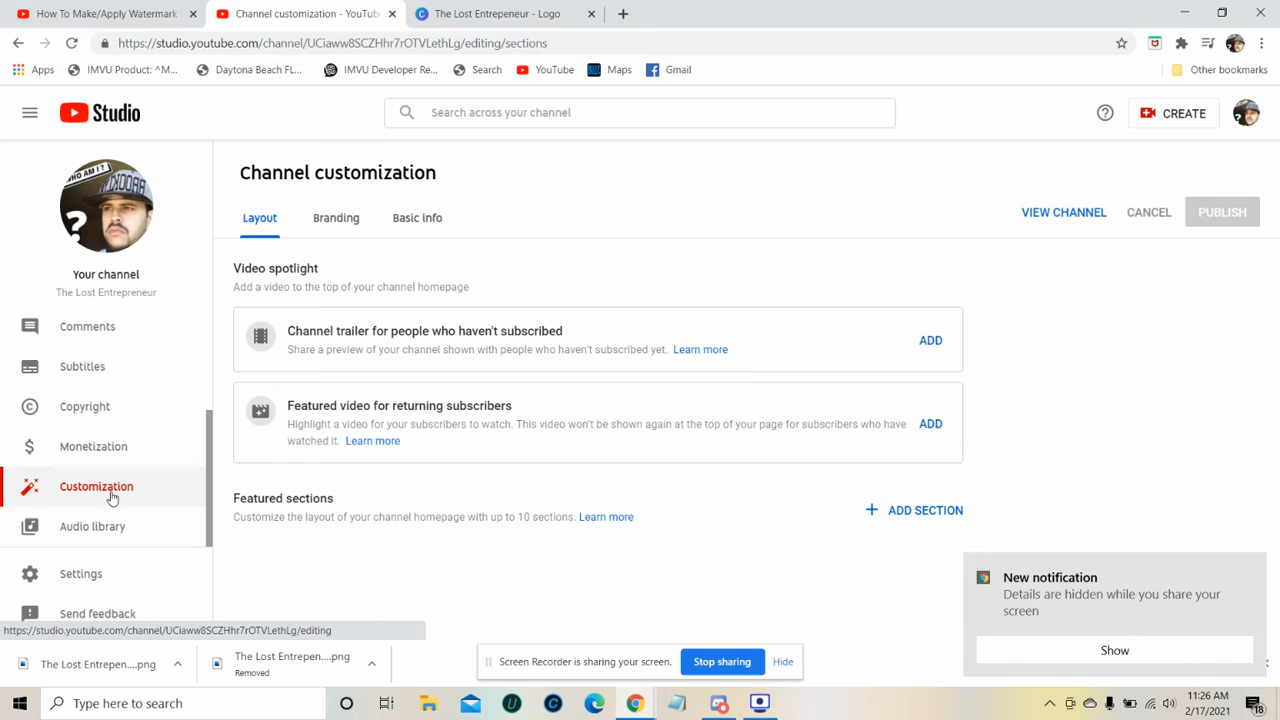 How To Make/Apply Watermark
Channel customization - YouTube
The Lost Entrepeneur - Logo
https://studio.youtube.com/channel/UCiaww8SCZHhr7rOTVLethLg/editing/sections
Apps
IMVU Product: ^M...
Daytona Beach FL...
IMVU Developer Re...
Search
YouTube
Maps
Gmail
Other bookmarks
Studio
Search across your channel
CREATE
WHO AM I?
BROOKLYN
?
Your channel
The Lost Entrepreneur
Comments
Subtitles
Copyright
Monetization
Customization
Audio library
Settings
Send feedback
Channel customization
Layout
Branding
Basic info
VIEW CHANNEL
CANCEL
PUBLISH
Video spotlight
Add a video to the top of your channel homepage
Channel trailer for people who haven't subscribed
Share a preview of your channel shown with people who haven't subscribed yet. Learn more
ADD
Featured video for returning subscribers
Highlight a video for your subscribers to watch. This video won't be shown again at the top of your page for subscribers who have
watched it. Learn more
ADD
Featured sections
Customize the layout of your channel homepage with up to 10 sections. Learn more
+ ADD SECTION
New notification
Details are hidden while you share your
screen
Show
https://studio.youtube.com/channel/UCiaww8SCZHhr7rOTVLethLg/editing
The Lost Entrepen....png
The Lost Entrepen....png
Removed
Screen Recorder is sharing your screen.
Stop sharing
Hide
Type here to search
11:26 AM
2/17/2021
18